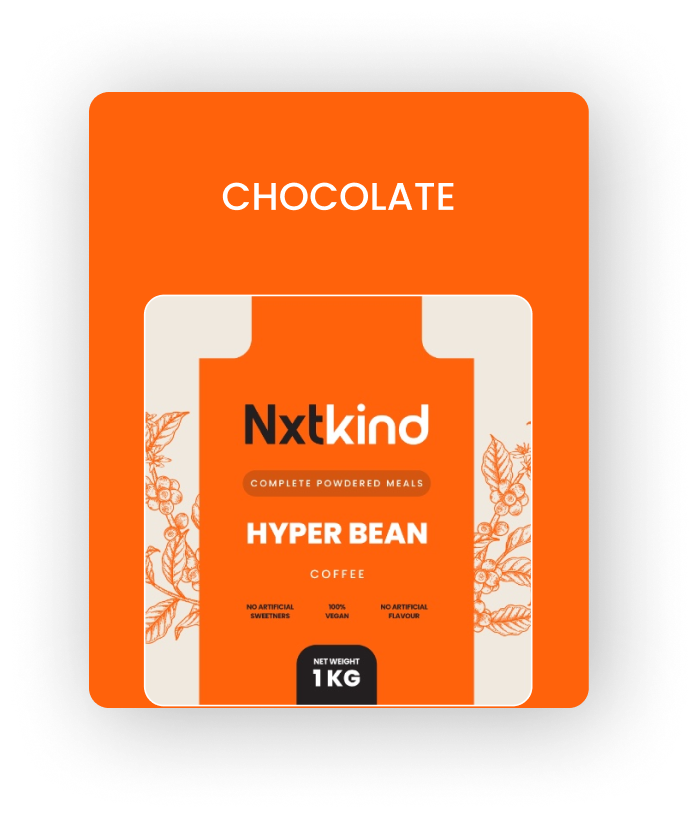 CHOCOLATE
Nxtkind
COMPLETE POWDERED MEALS
HYPER BEAN
COFFEE
NO ARTIFICIAL SWEETNERS
100% VEGAN
NO ARTIFICIAL FLAVOUR
NET WEIGHT
1 KG